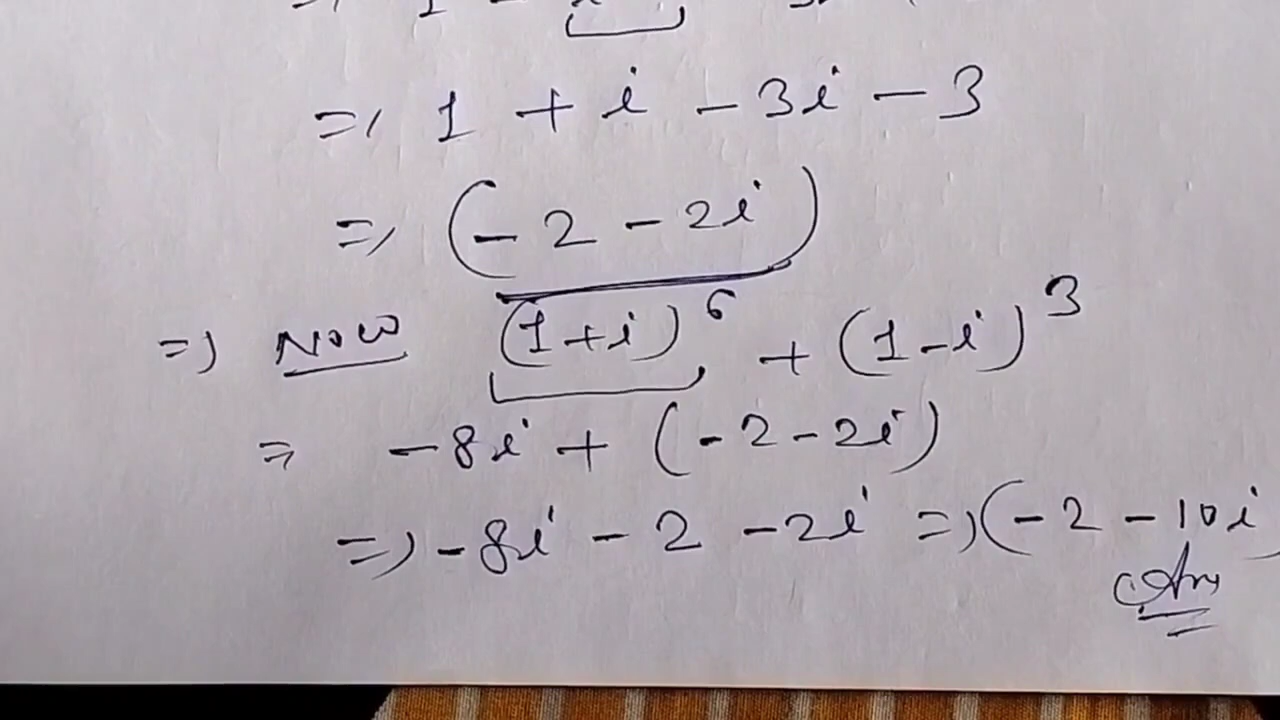 =) 1 + i - 3i - 3
=) (-2 - 2i)
=) Now (1+i)^6 + (1-i)^3
= -8i + (-2-2i)
=) -8i - 2 - 2i =) (-2 - 10i)
Ans